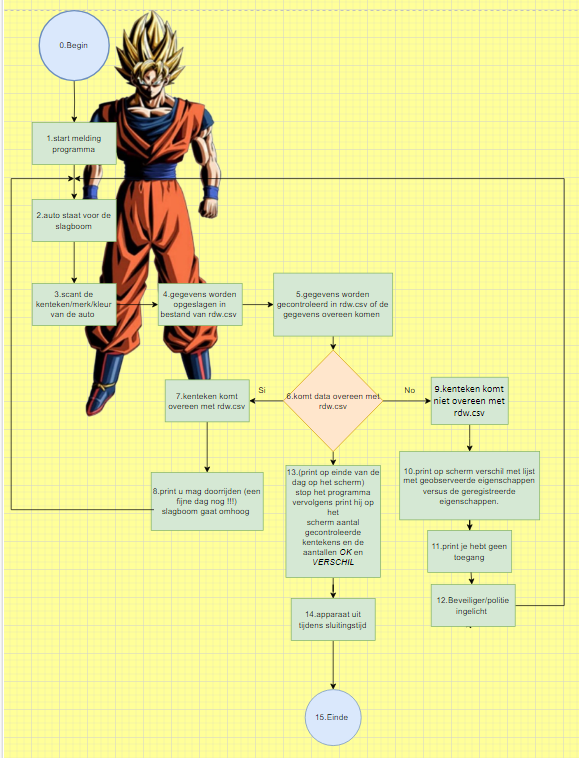 0.Begin
1.start melding
programma
2.auto staat voor de
slagboom
3.scant de
kenteken/merk/kleur
van de auto
4.gegevens worden
opgeslagen in
bestand van rdw.csv
5.gegevens worden
gecontroleerd in rdw.csv of de
gegevens overeen komen
6.komt data overeen met
rdw.csv
Si
No
7.kenteken komt
overeen met rdw.csv
8.print u mag doorrijden (een
fijne dag nog !!!)
slagboom gaat omhoog
9.kenteken komt
niet overeen met
rdw.csv
10.print op scherm verschil met lijst
met geobserveerde eigenschappen
versus de geregistreerde
eigenschappen.
11.print je hebt geen
toegang
12.Beveiliger/politie
ingelicht
13.(print op einde van de
dag op het scherm)
stop het programma
vervolgens print hij op
het
scherm aantal
gecontroleerde
kentekens en de
aantallen OK en
VERSCHIL
14.apparaat uit
tijdens sluitingstijd
15.Einde